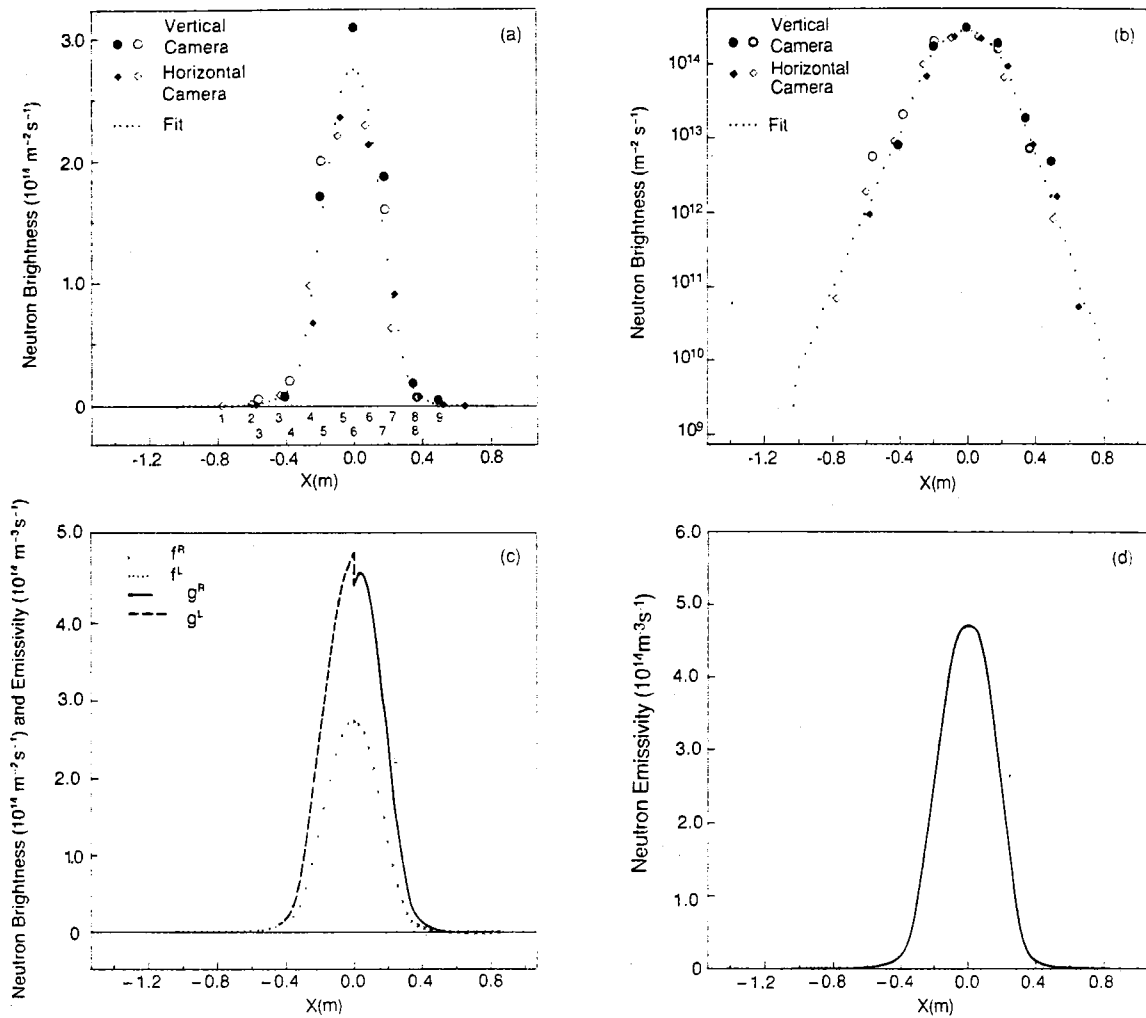 (a)
Vertical
Camera
Horizontal
Camera
Fit
3.0
2.0
1.0
0
Neutron Brightness (10¹⁴ m⁻² s⁻¹)
1 2 3 4 5 6 7 8 9
3 4 5 6 7 8
-1.2 -0.8 -0.4 0.0 0.4 0.8
X(m)
(b)
Vertical
Camera
Horizontal
Camera
Fit
10¹⁴
10¹³
10¹²
10¹¹
10¹⁰
10⁹
Neutron Brightness (m⁻² s⁻¹)
-1.2 -0.8 -0.4 0.0 0.4 0.8
X(m)
(c)
fᴿ
fᴸ
gᴿ
gᴸ
5.0
4.0
3.0
2.0
1.0
0
Neutron Brightness (10¹⁴ m⁻² s⁻¹) and Emissivity (10¹⁴ m⁻³ s⁻¹)
-1.2 -0.8 -0.4 0.0 0.4 0.8
X(m)
(d)
6.0
5.0
4.0
3.0
2.0
1.0
0
Neutron Emissivity (10¹⁴ m⁻³ s⁻¹)
-1.2 -0.8 -0.4 0.0 0.4 0.8
X(m)